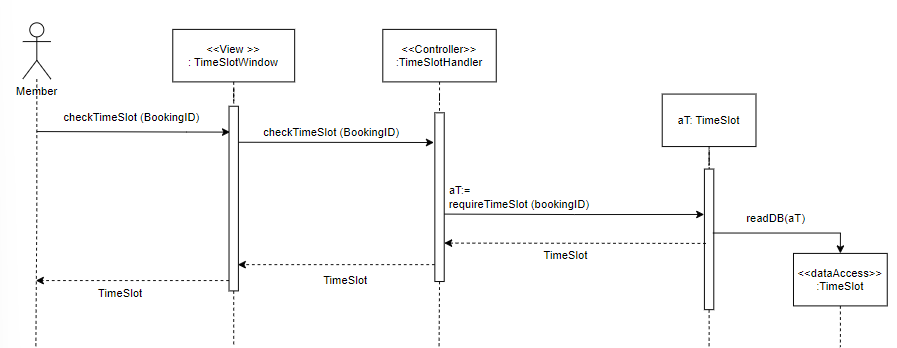 <<View >>
: TimeSlotWindow
<<Controller>>
:TimeSlotHandler
Member
aT: TimeSlot
checkTimeSlot (BookingID)
checkTimeSlot (BookingID)
aT:=
requireTimeSlot (bookingID)
readDB(aT)
TimeSlot
<<dataAccess>>
:TimeSlot
TimeSlot
TimeSlot